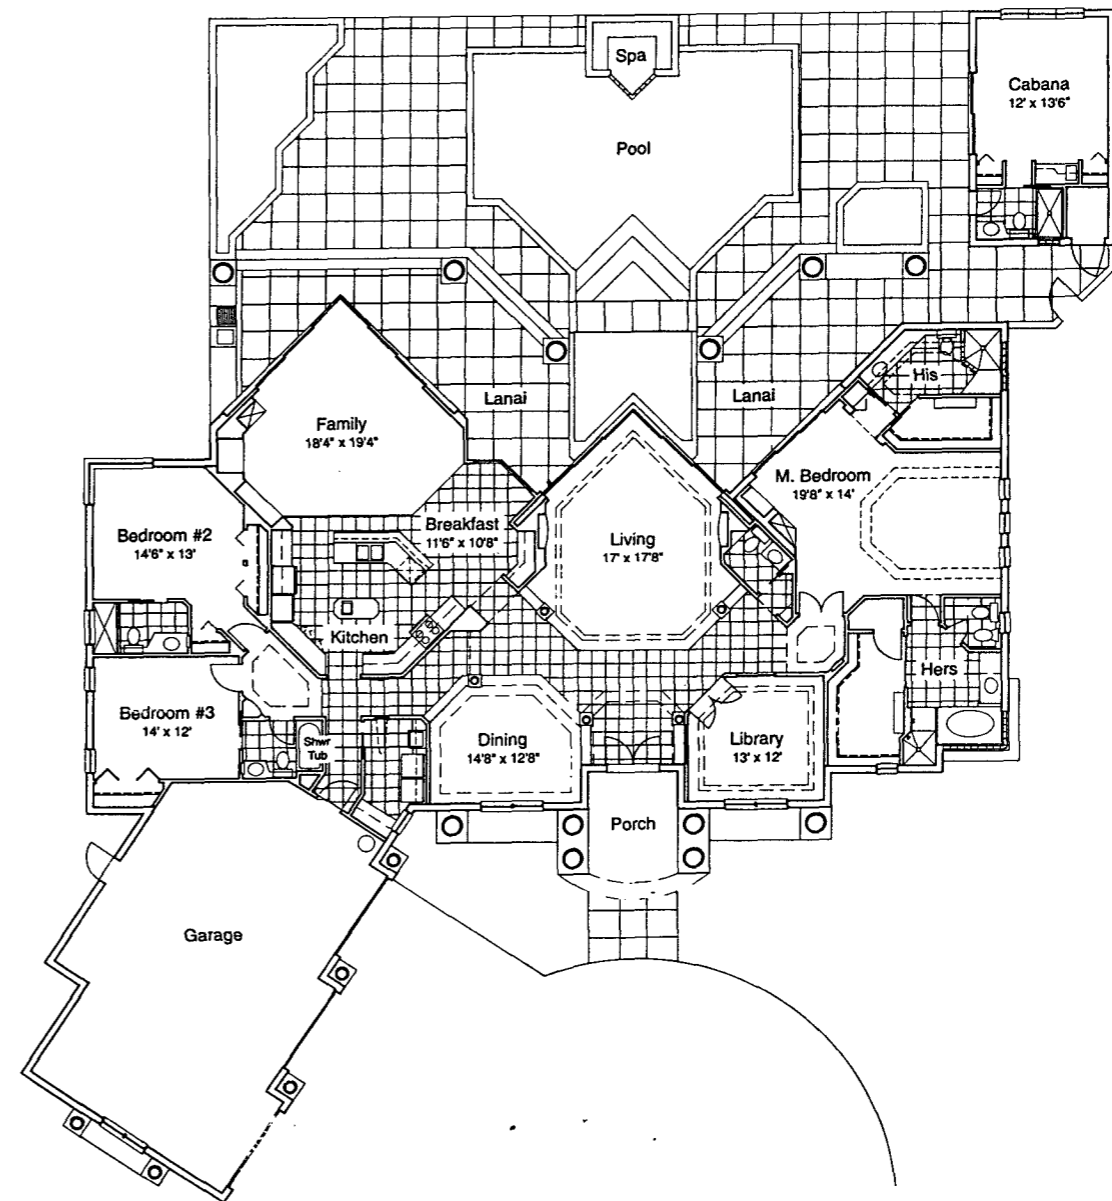 Spa
Cabana
12' x 13'6"
Pool
His
Lanai
Lanai
Family
18'4" x 19'4"
M. Bedroom
19'8" x 14'
Breakfast
11'6" x 10'8"
Bedroom #2
14'6" x 13'
Living
17' x 17'8"
Kitchen
Hers
Bedroom #3
14' x 12'
Shwr
Tub
Dining
14'8" x 12'8"
Library
13' x 12'
Porch
Garage